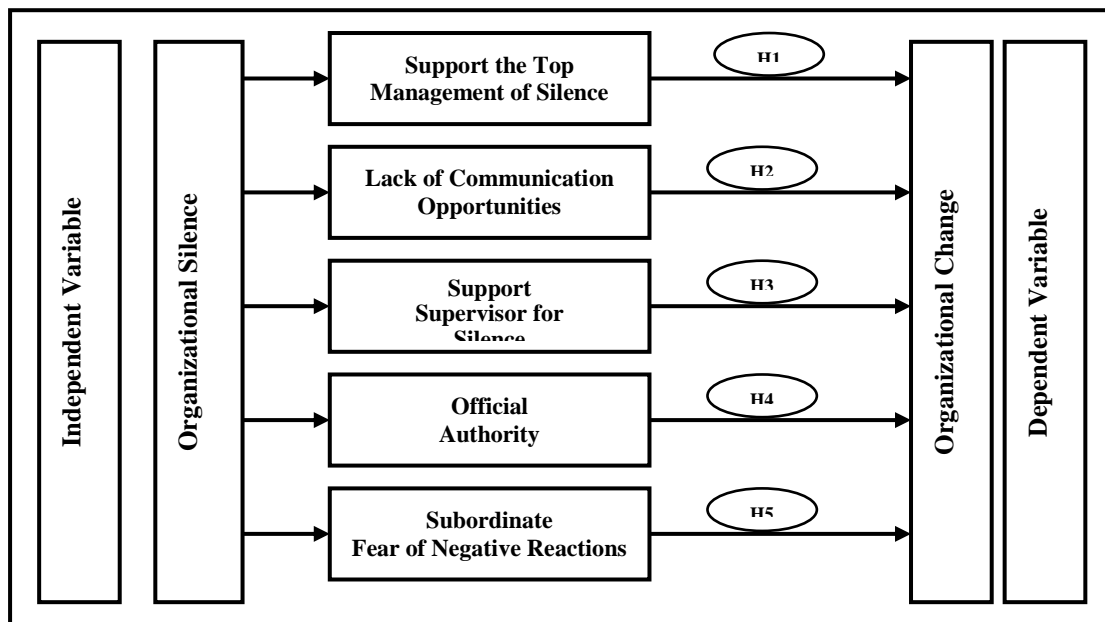 Independent Variable
Organizational Silence
Support the Top
Management of Silence
H1
Lack of Communication
Opportunities
H2
Support
Supervisor for
Silence
H3
Official
Authority
H4
Subordinate
Fear of Negative Reactions
H5
Organizational Change
Dependent Variable